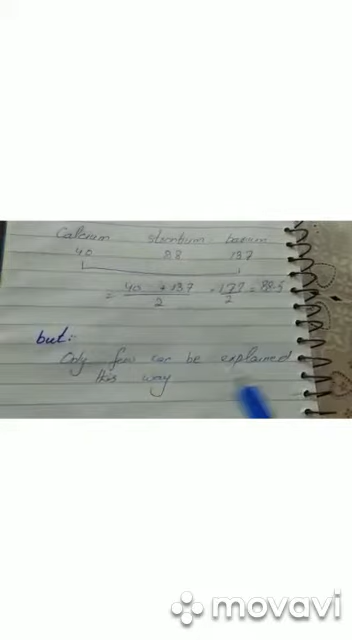 Calcium strontium barium
40 88 137
= 40 + 137 / 2 = 177 / 2 = 88.5
but:
Only few can be explained
this way
movavi